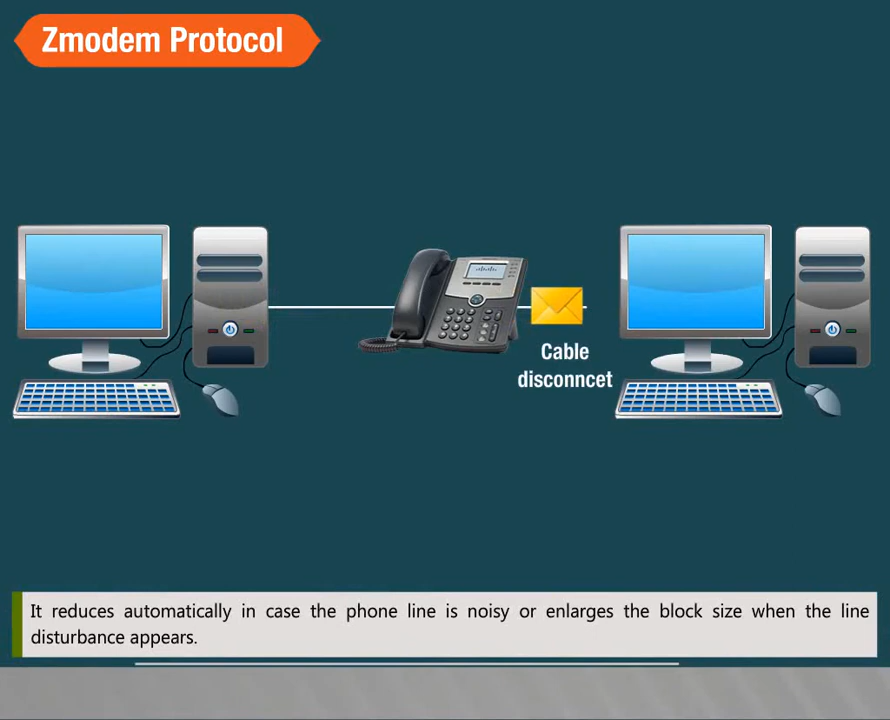 Zmodem Protocol
Cable
disconncet
It reduces automatically in case the phone line is noisy or enlarges the block size when the line
disturbance appears.